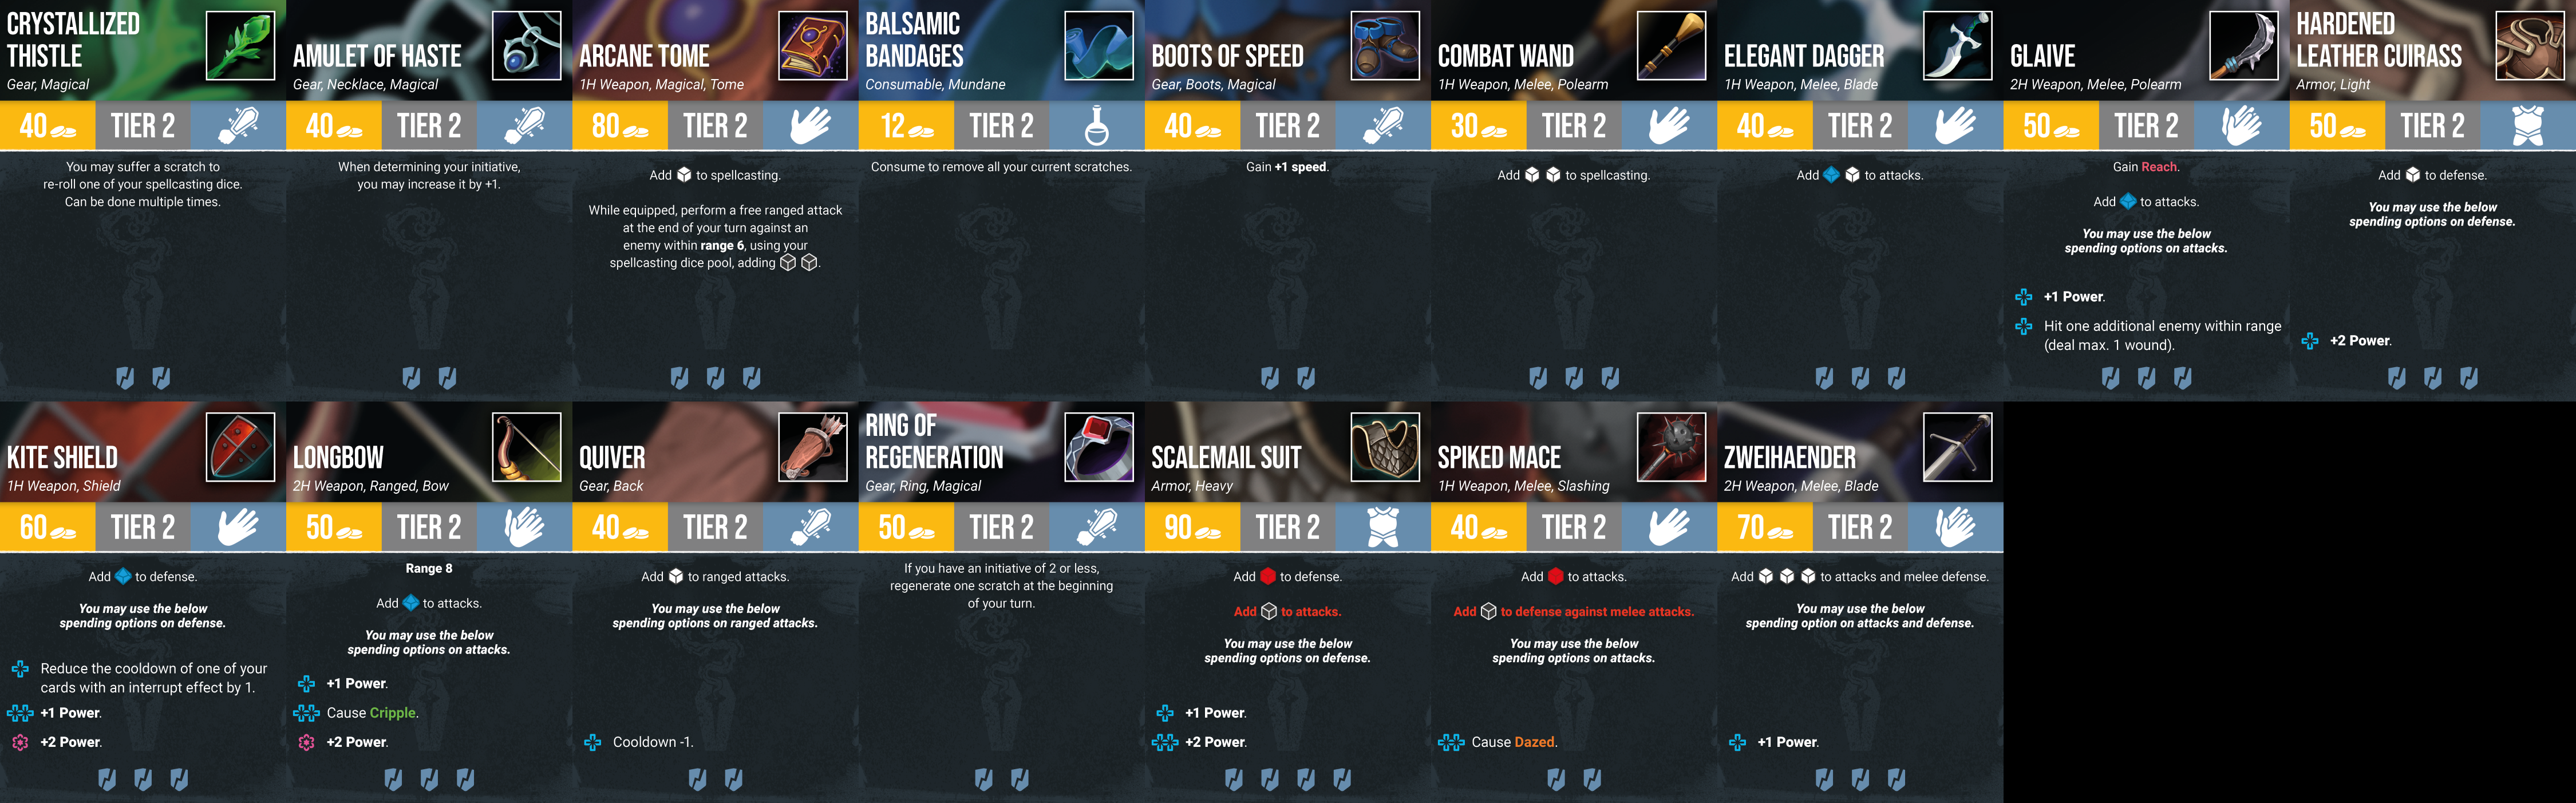 CRYSTALLIZED
THISTLE
Gear, Magical
40
TIER 2
You may suffer a scratch to
re-roll one of your spellcasting dice.
Can be done multiple times.
AMULET OF HASTE
Gear, Necklace, Magical
40
TIER 2
When determining your initiative,
you may increase it by +1.
ARCANE TOME
1H Weapon, Magical, Tome
80
TIER 2
Add to spellcasting.
While equipped, perform a free ranged attack
at the end of your turn against an
enemy within range 6, using your
spellcasting dice pool, adding .
BALSAMIC
BANDAGES
Consumable, Mundane
12
TIER 2
Consume to remove all your current scratches.
BOOTS OF SPEED
Gear, Boots, Magical
40
TIER 2
Gain +1 speed.
COMBAT WAND
1H Weapon, Melee, Polearm
30
TIER 2
Add to spellcasting.
ELEGANT DAGGER
1H Weapon, Melee, Blade
40
TIER 2
Add to attacks.
GLAIVE
2H Weapon, Melee, Polearm
50
TIER 2
Gain Reach.
Add to attacks.
You may use the below
spending options on attacks.
+1 Power.
Hit one additional enemy within range
(deal max. 1 wound).
HARDENED
LEATHER CUIRASS
Armor, Light
50
TIER 2
Add to defense.
You may use the below
spending options on defense.
+2 Power.
KITE SHIELD
1H Weapon, Shield
60
TIER 2
Add to defense.
You may use the below
spending options on defense.
Reduce the cooldown of one of your
cards with an interrupt effect by 1.
+1 Power.
+2 Power.
LONGBOW
2H Weapon, Ranged, Bow
50
TIER 2
Range 8
Add to attacks.
You may use the below
spending options on attacks.
+1 Power.
Cause Cripple.
+2 Power.
QUIVER
Gear, Back
40
TIER 2
Add to ranged attacks.
You may use the below
spending options on ranged attacks.
Cooldown -1.
RING OF
REGENERATION
Gear, Ring, Magical
50
TIER 2
If you have an initiative of 2 or less,
regenerate one scratch at the beginning
of your turn.
SCALEMAIL SUIT
Armor, Heavy
90
TIER 2
Add to defense.
Add to attacks.
You may use the below
spending options on defense.
+1 Power.
+2 Power.
SPIKED MACE
1H Weapon, Melee, Slashing
40
TIER 2
Add to attacks.
Add to defense against melee attacks.
You may use the below
spending options on attacks.
Cause Dazed.
ZWEIHAENDER
2H Weapon, Melee, Blade
70
TIER 2
Add to attacks and melee defense.
You may use the below
spending option on attacks and defense.
+1 Power.